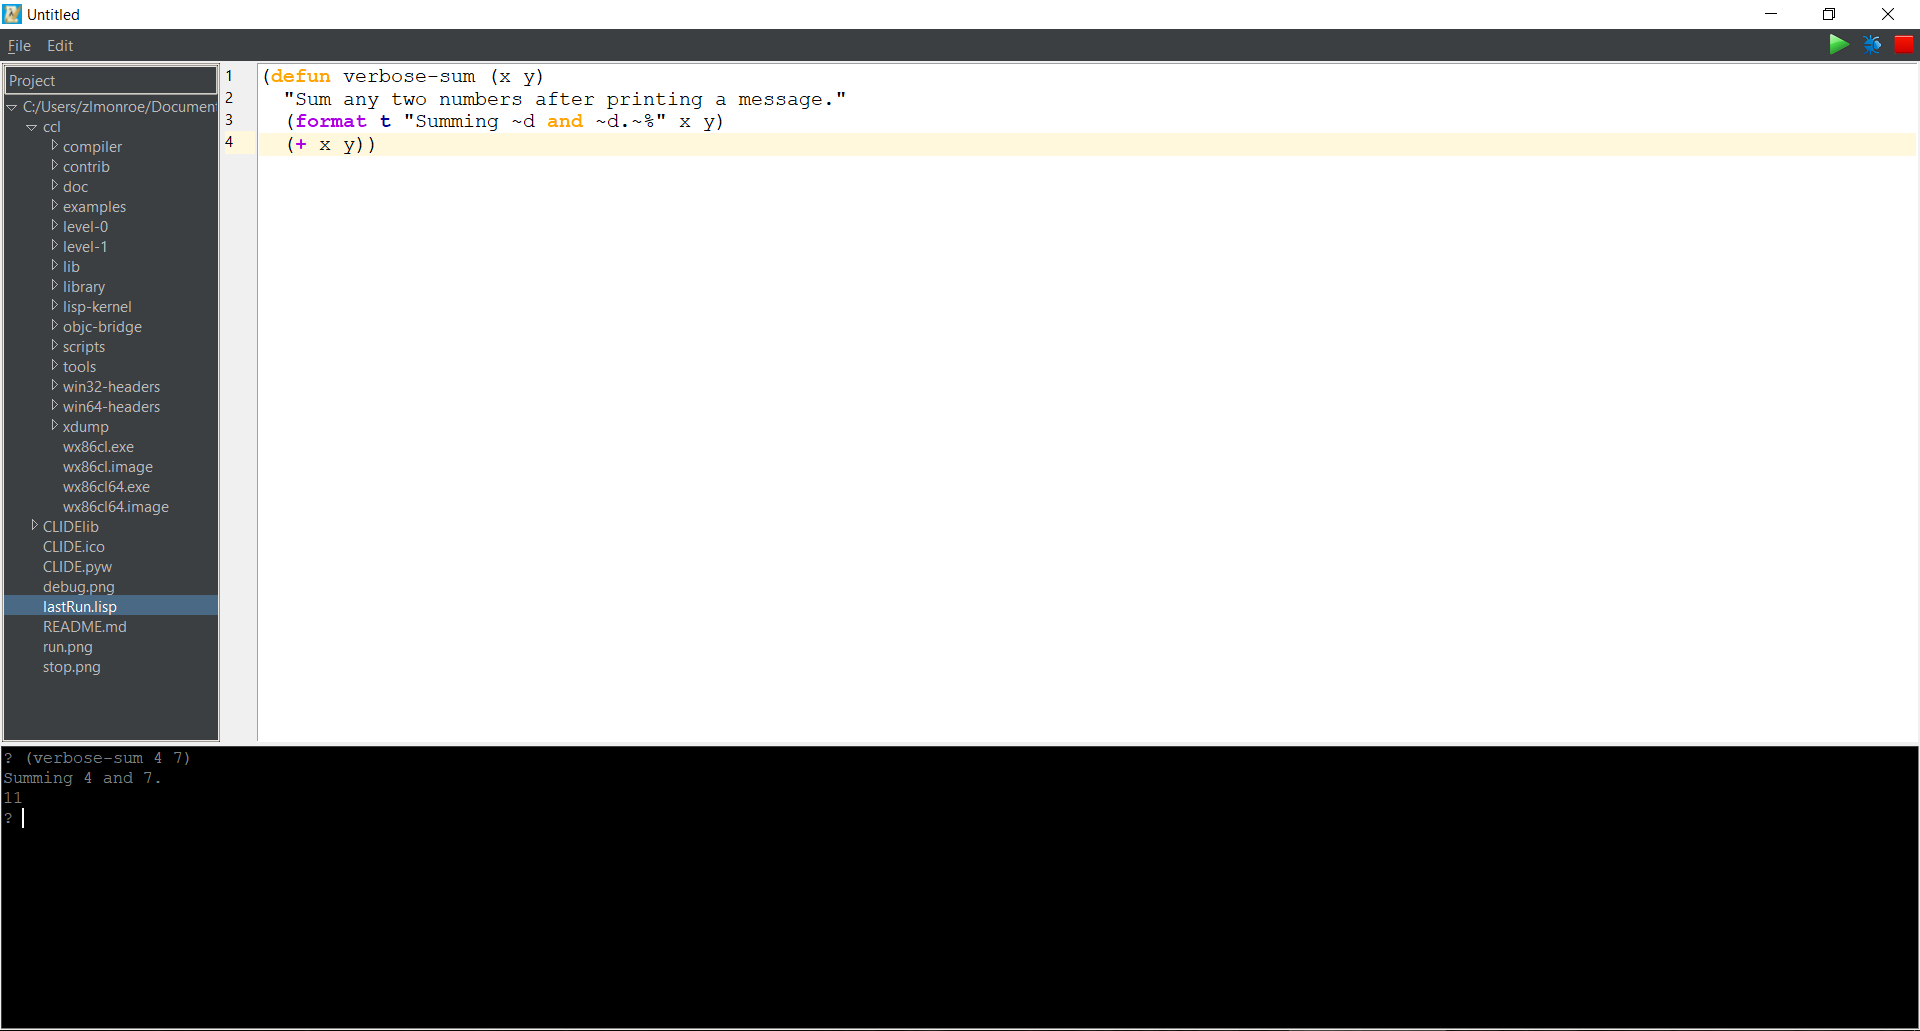 Untitled
File Edit
Project
C:/Users/zlmonroe/Documen
ccl
compiler
contrib
doc
examples
level-0
level-1
lib
library
lisp-kernel
objc-bridge
scripts
tools
win32-headers
win64-headers
xdump
wx86cl.exe
wx86cl.image
wx86cl64.exe
wx86cl64.image
CLIDElib
CLIDE.ico
CLIDE.pyw
debug.png
lastRun.lisp
README.md
run.png
stop.png
1 (defun verbose-sum (x y)
2   "Sum any two numbers after printing a message."
3   (format t "Summing ~d and ~d.~%" x y)
4   (+ x y))
? (verbose-sum 4 7)
Summing 4 and 7.
11
?